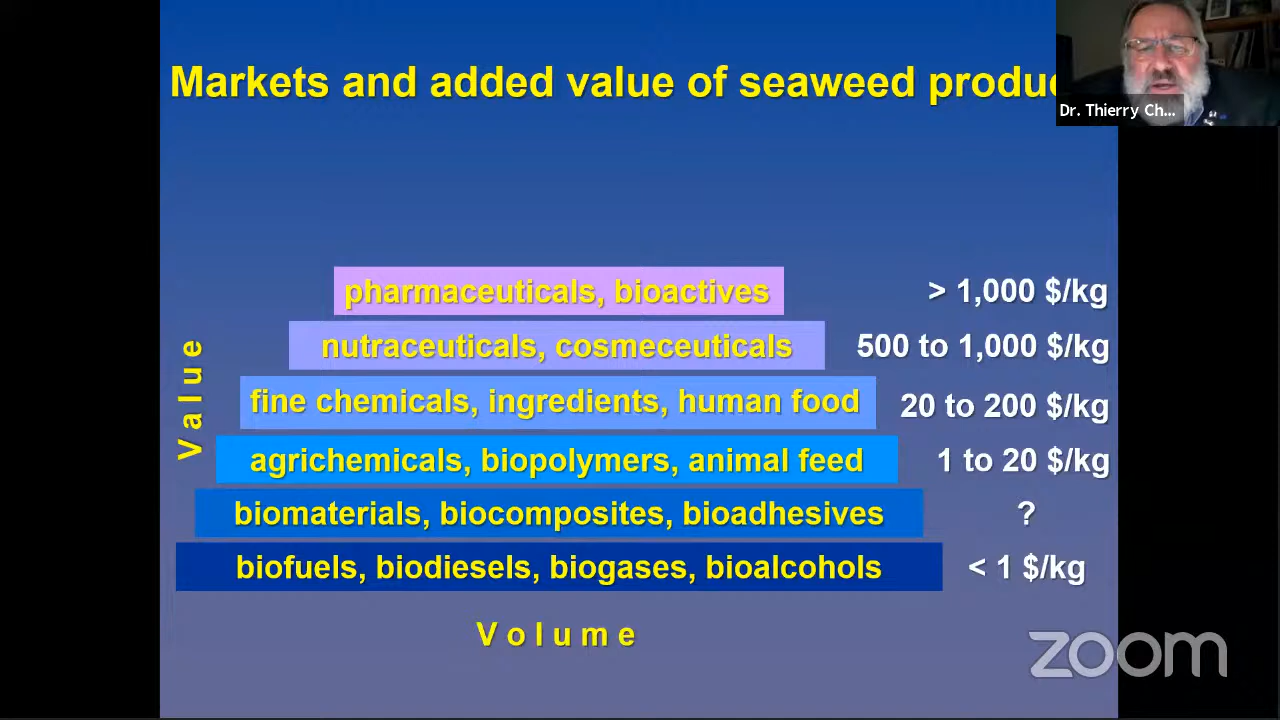 Markets and added value of seaweed
Dr. Thierry Ch...
pharmaceuticals, bioactives
> 1,000 $/kg
nutraceuticals, cosmeceuticals
500 to 1,000 $/kg
fine chemicals, ingredients, human food
20 to 200 $/kg
agrichemicals, biopolymers, animal feed
1 to 20 $/kg
biomaterials, biocomposites, bioadhesives
?
biofuels, biodiesels, biogases, bioalcohols
< 1 $/kg
Value
Volume
zoom